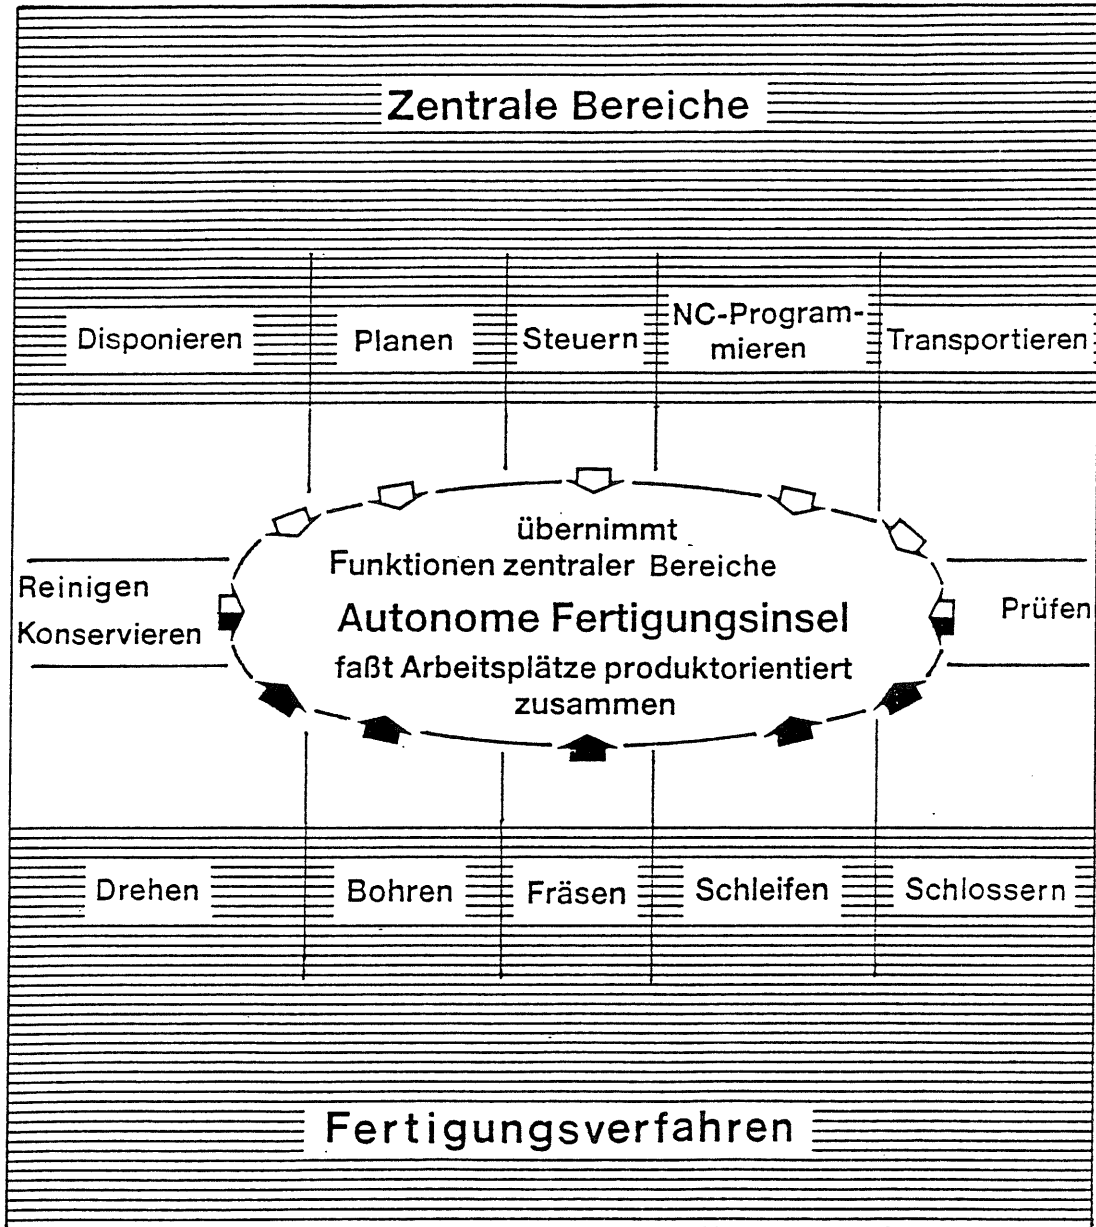 Zentrale Bereiche
Disponieren
Planen
Steuern
NC-Program-
mieren
Transportieren
übernimmt
Funktionen zentraler Bereiche
Autonome Fertigungsinsel
faßt Arbeitsplätze produktorientiert
zusammen
Reinigen
Konservieren
Prüfen
Drehen
Bohren
Fräsen
Schleifen
Schlossern
Fertigungsverfahren